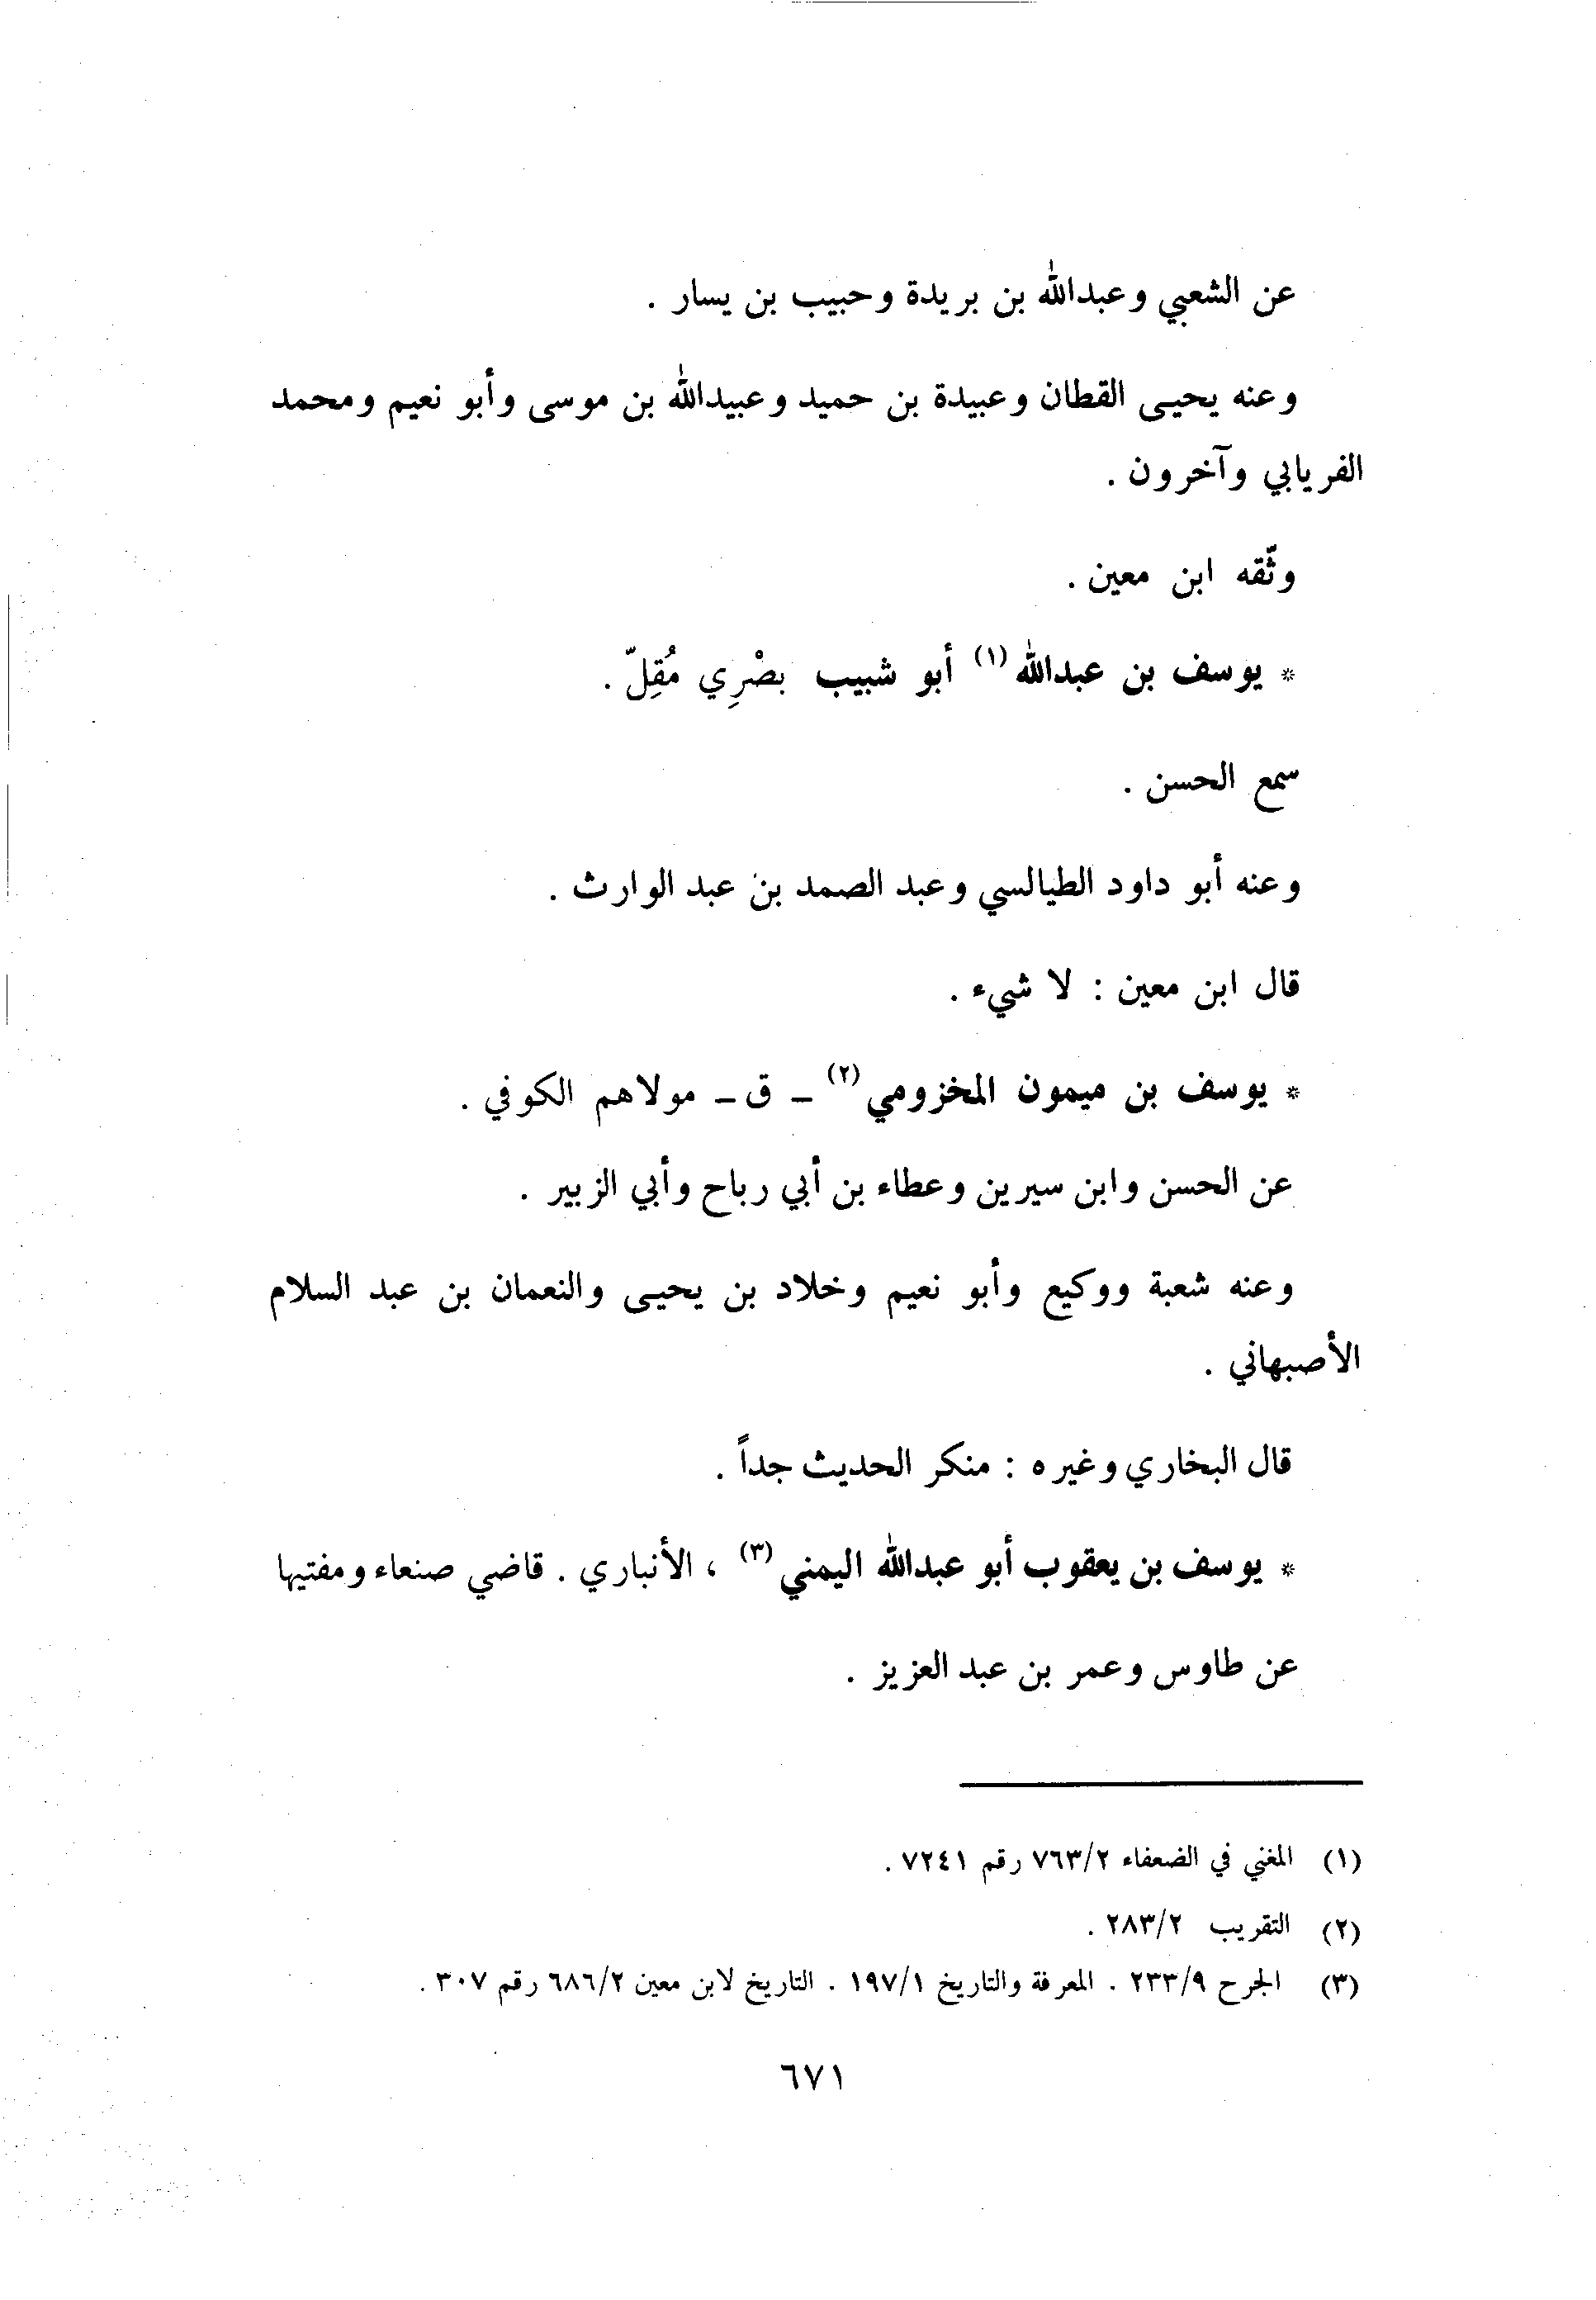 عن الشعبي وعبدالله بن بريدة وحبيب بن يسار .
وعنه يحيى القطان وعبيدة بن حميد وعبيدالله بن موسى وأبو نعيم ومحمد
الفريابي وآخرون .
وثّقه ابن معين .
* يوسف بن عبدالله (١) أبو شبيب بصْرِي مُقِلّ .
سمع الحسن .
وعنه أبو داود الطيالسي وعبد الصمد بن عبد الوارث .
قال ابن معين : لا شيء .
* يوسف بن ميمون المخزومي (٢) ـ ق ـ مولاهم الكوفي .
عن الحسن وابن سيرين وعطاء بن أبي رباح وأبي الزبير .
وعنه شعبة ووكيع وأبو نعيم وخلاد بن يحيى والنعمان بن عبد السلام
الأصبهاني .
قال البخاري وغيره : منكر الحديث جداً .
* يوسف بن يعقوب أبو عبدالله اليمني (٣) ، الأنباري . قاضي صنعاء ومفتيها
عن طاوس وعمر بن عبد العزيز .
(١) المغني في الضعفاء ٧٦٣/٢ رقم ٧٢٤١ .
(٢) التقريب ٢٨٣/٢ .
(٣) الجرح ٢٣٣/٩ . المعرفة والتاريخ ١٩٧/١ . التاريخ لابن معين ٦٨٦/٢ رقم ٣٠٧ .
٦٧١